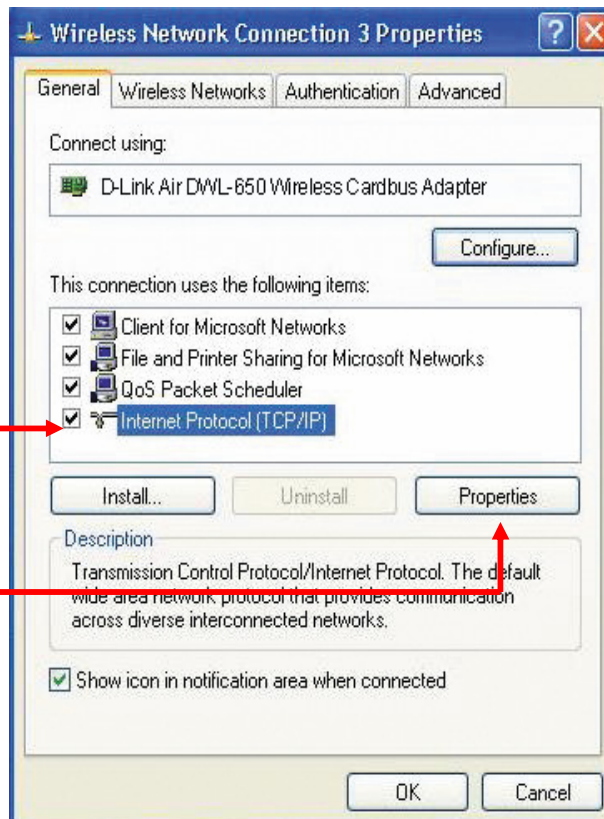 Wireless Network Connection 3 Properties
General Wireless Networks Authentication Advanced
Connect using:
D-Link Air DWL-650 Wireless Cardbus Adapter
Configure...
This connection uses the following items:
Client for Microsoft Networks
File and Printer Sharing for Microsoft Networks
QoS Packet Scheduler
Internet Protocol (TCP/IP)
Install... Uninstall Properties
Description
Transmission Control Protocol/Internet Protocol. The default
wide area network protocol that provides communication
across diverse interconnected networks.
Show icon in notification area when connected
OK Cancel